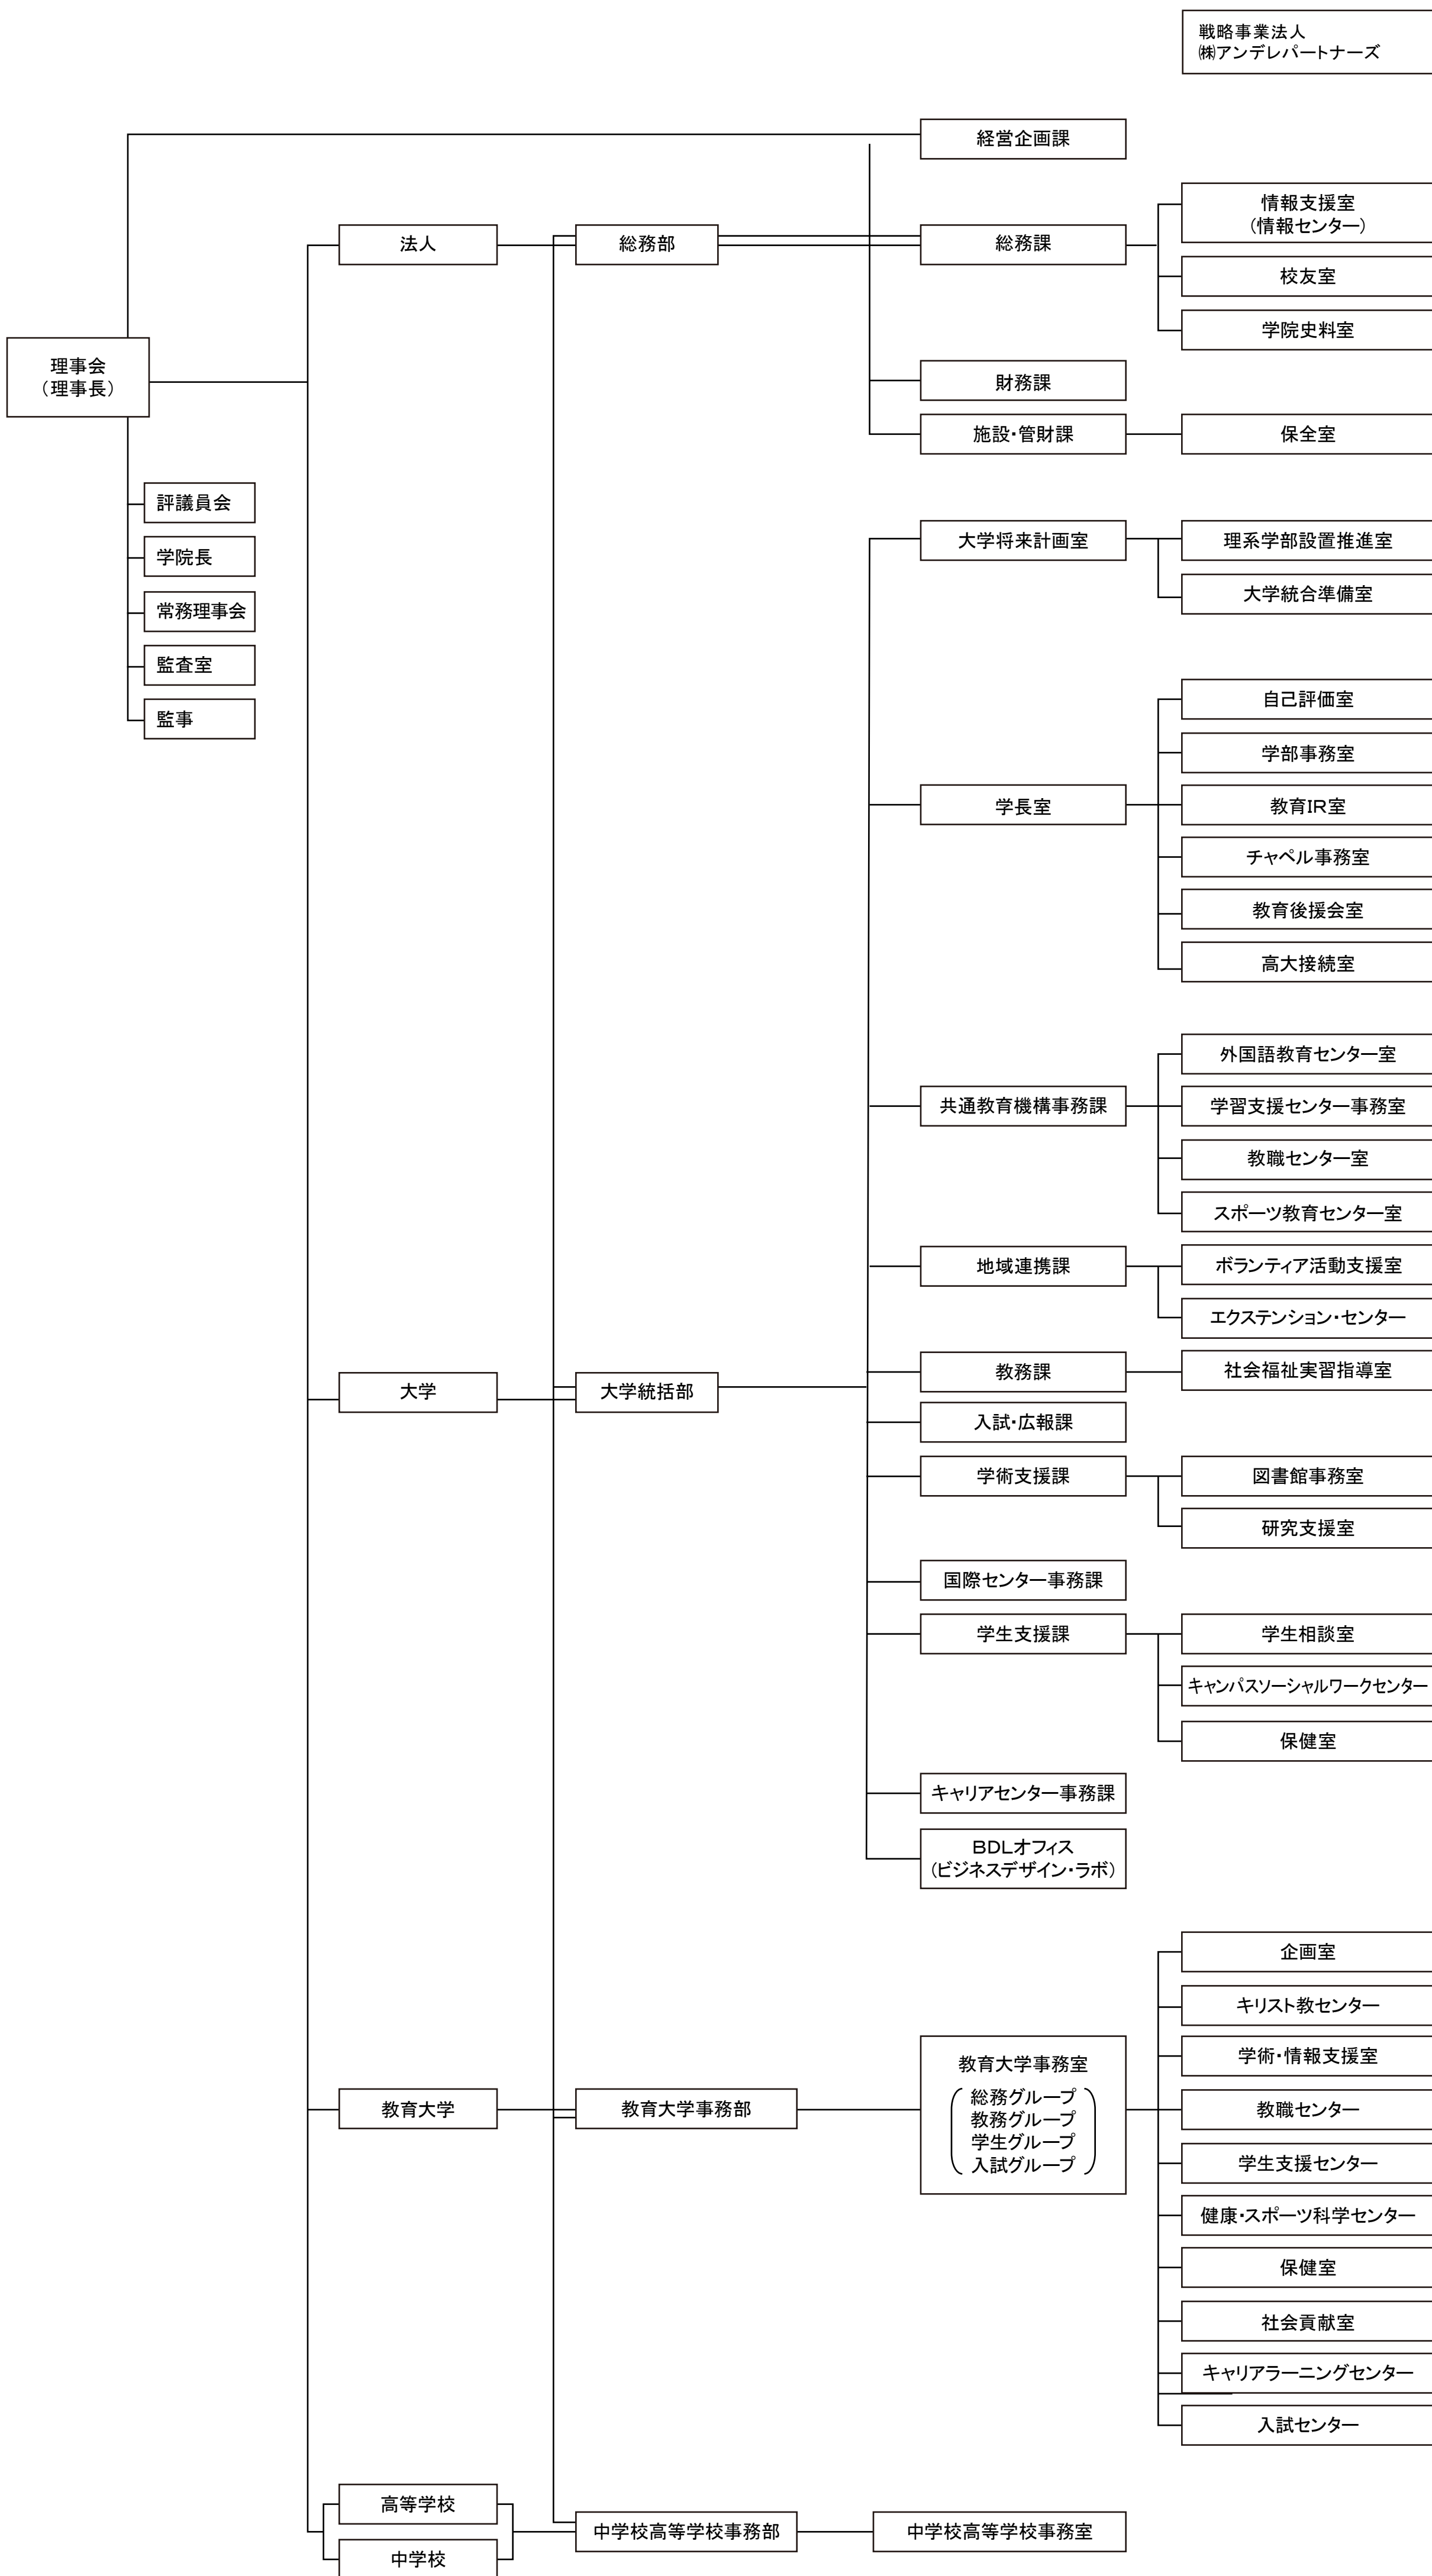 戦略事業法人
㈱アンデレパートナーズ
経営企画課
理事会
（理事長）
評議員会
学院長
常務理事会
監査室
監事
法人
総務部
総務課
情報支援室
（情報センター）
校友室
学院史料室
財務課
施設・管財課
保全室
大学
大学統括部
大学将来計画室
理系学部設置推進室
大学統合準備室
学長室
自己評価室
学部事務室
教育IR室
チャペル事務室
教育後援会室
高大接続室
共通教育機構事務課
外国語教育センター室
学習支援センター事務室
教職センター室
スポーツ教育センター室
地域連携課
ボランティア活動支援室
エクステンション・センター
教務課
社会福祉実習指導室
入試・広報課
学術支援課
図書館事務室
研究支援室
国際センター事務課
学生支援課
学生相談室
キャンパスソーシャルワークセンター
保健室
キャリアセンター事務課
BDLオフィス
（ビジネスデザイン・ラボ）
教育大学
教育大学事務部
教育大学事務室
総務グループ
教務グループ
学生グループ
入試グループ
企画室
キリスト教センター
学術・情報支援室
教職センター
学生支援センター
健康・スポーツ科学センター
保健室
社会貢献室
キャリアラーニングセンター
入試センター
高等学校
中学校
中学校高等学校事務部
中学校高等学校事務室